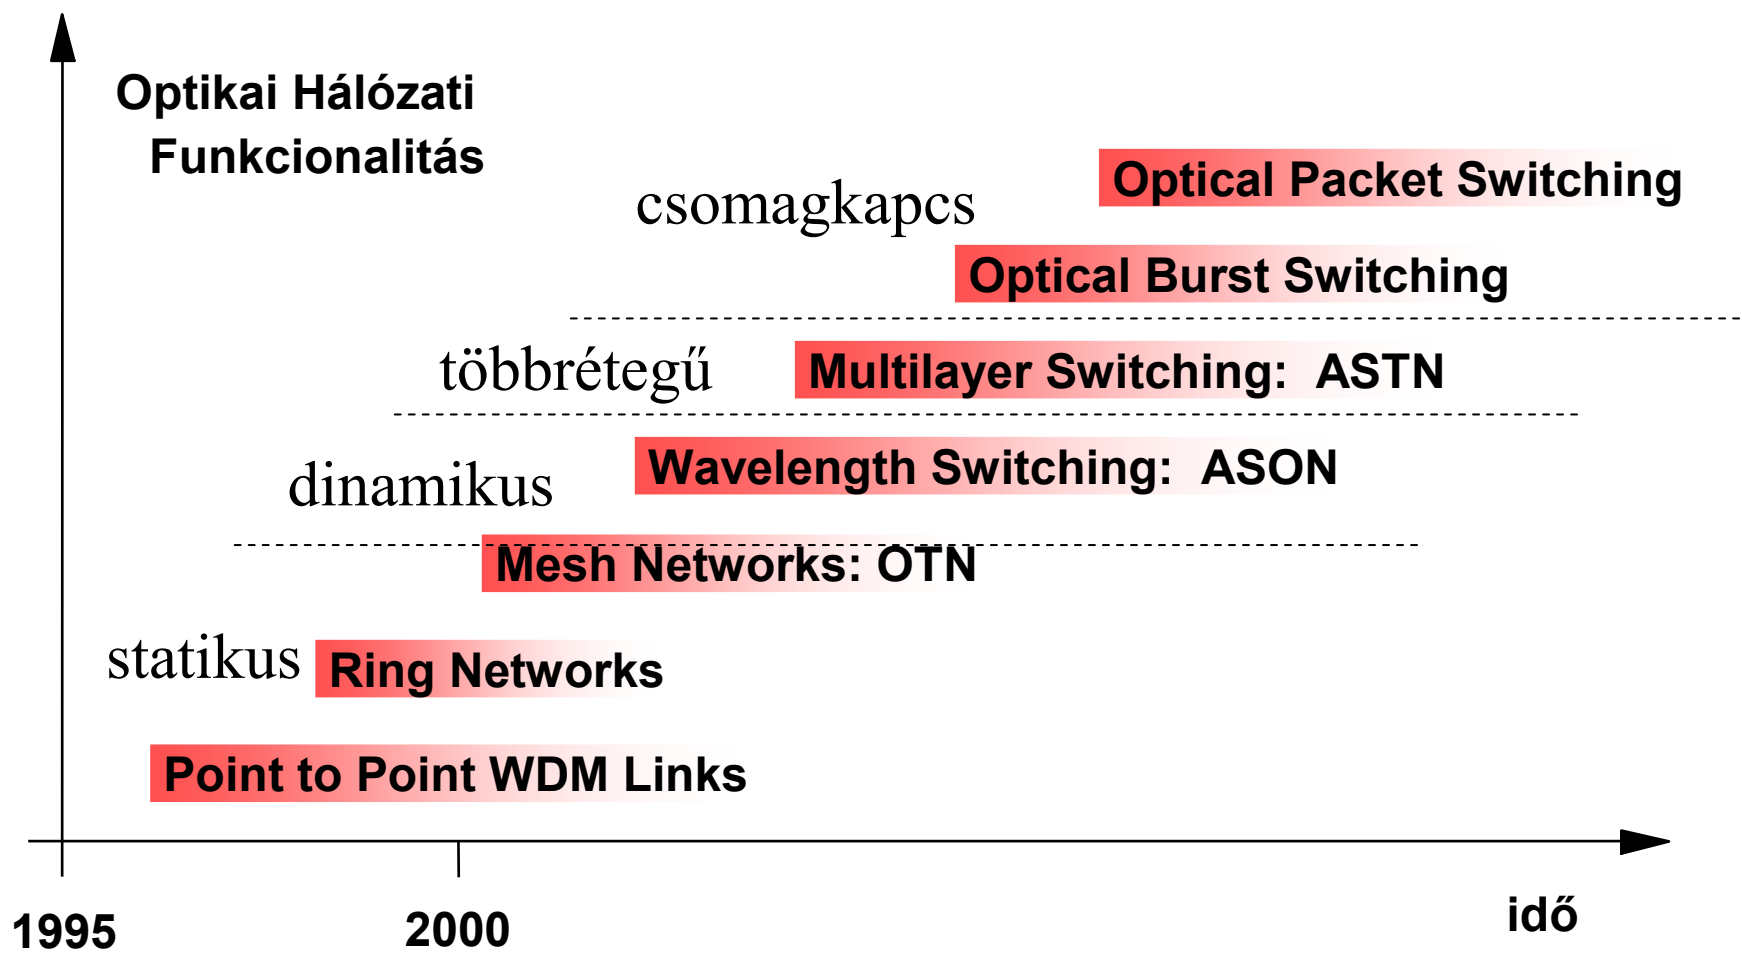 Optikai Hálózati
Funkcionalitás
Optical Packet Switching
csomagkapcs
Optical Burst Switching
többrétegű
Multilayer Switching: ASTN
dinamikus
Wavelength Switching: ASON
Mesh Networks: OTN
statikus
Ring Networks
Point to Point WDM Links
1995
2000
idő